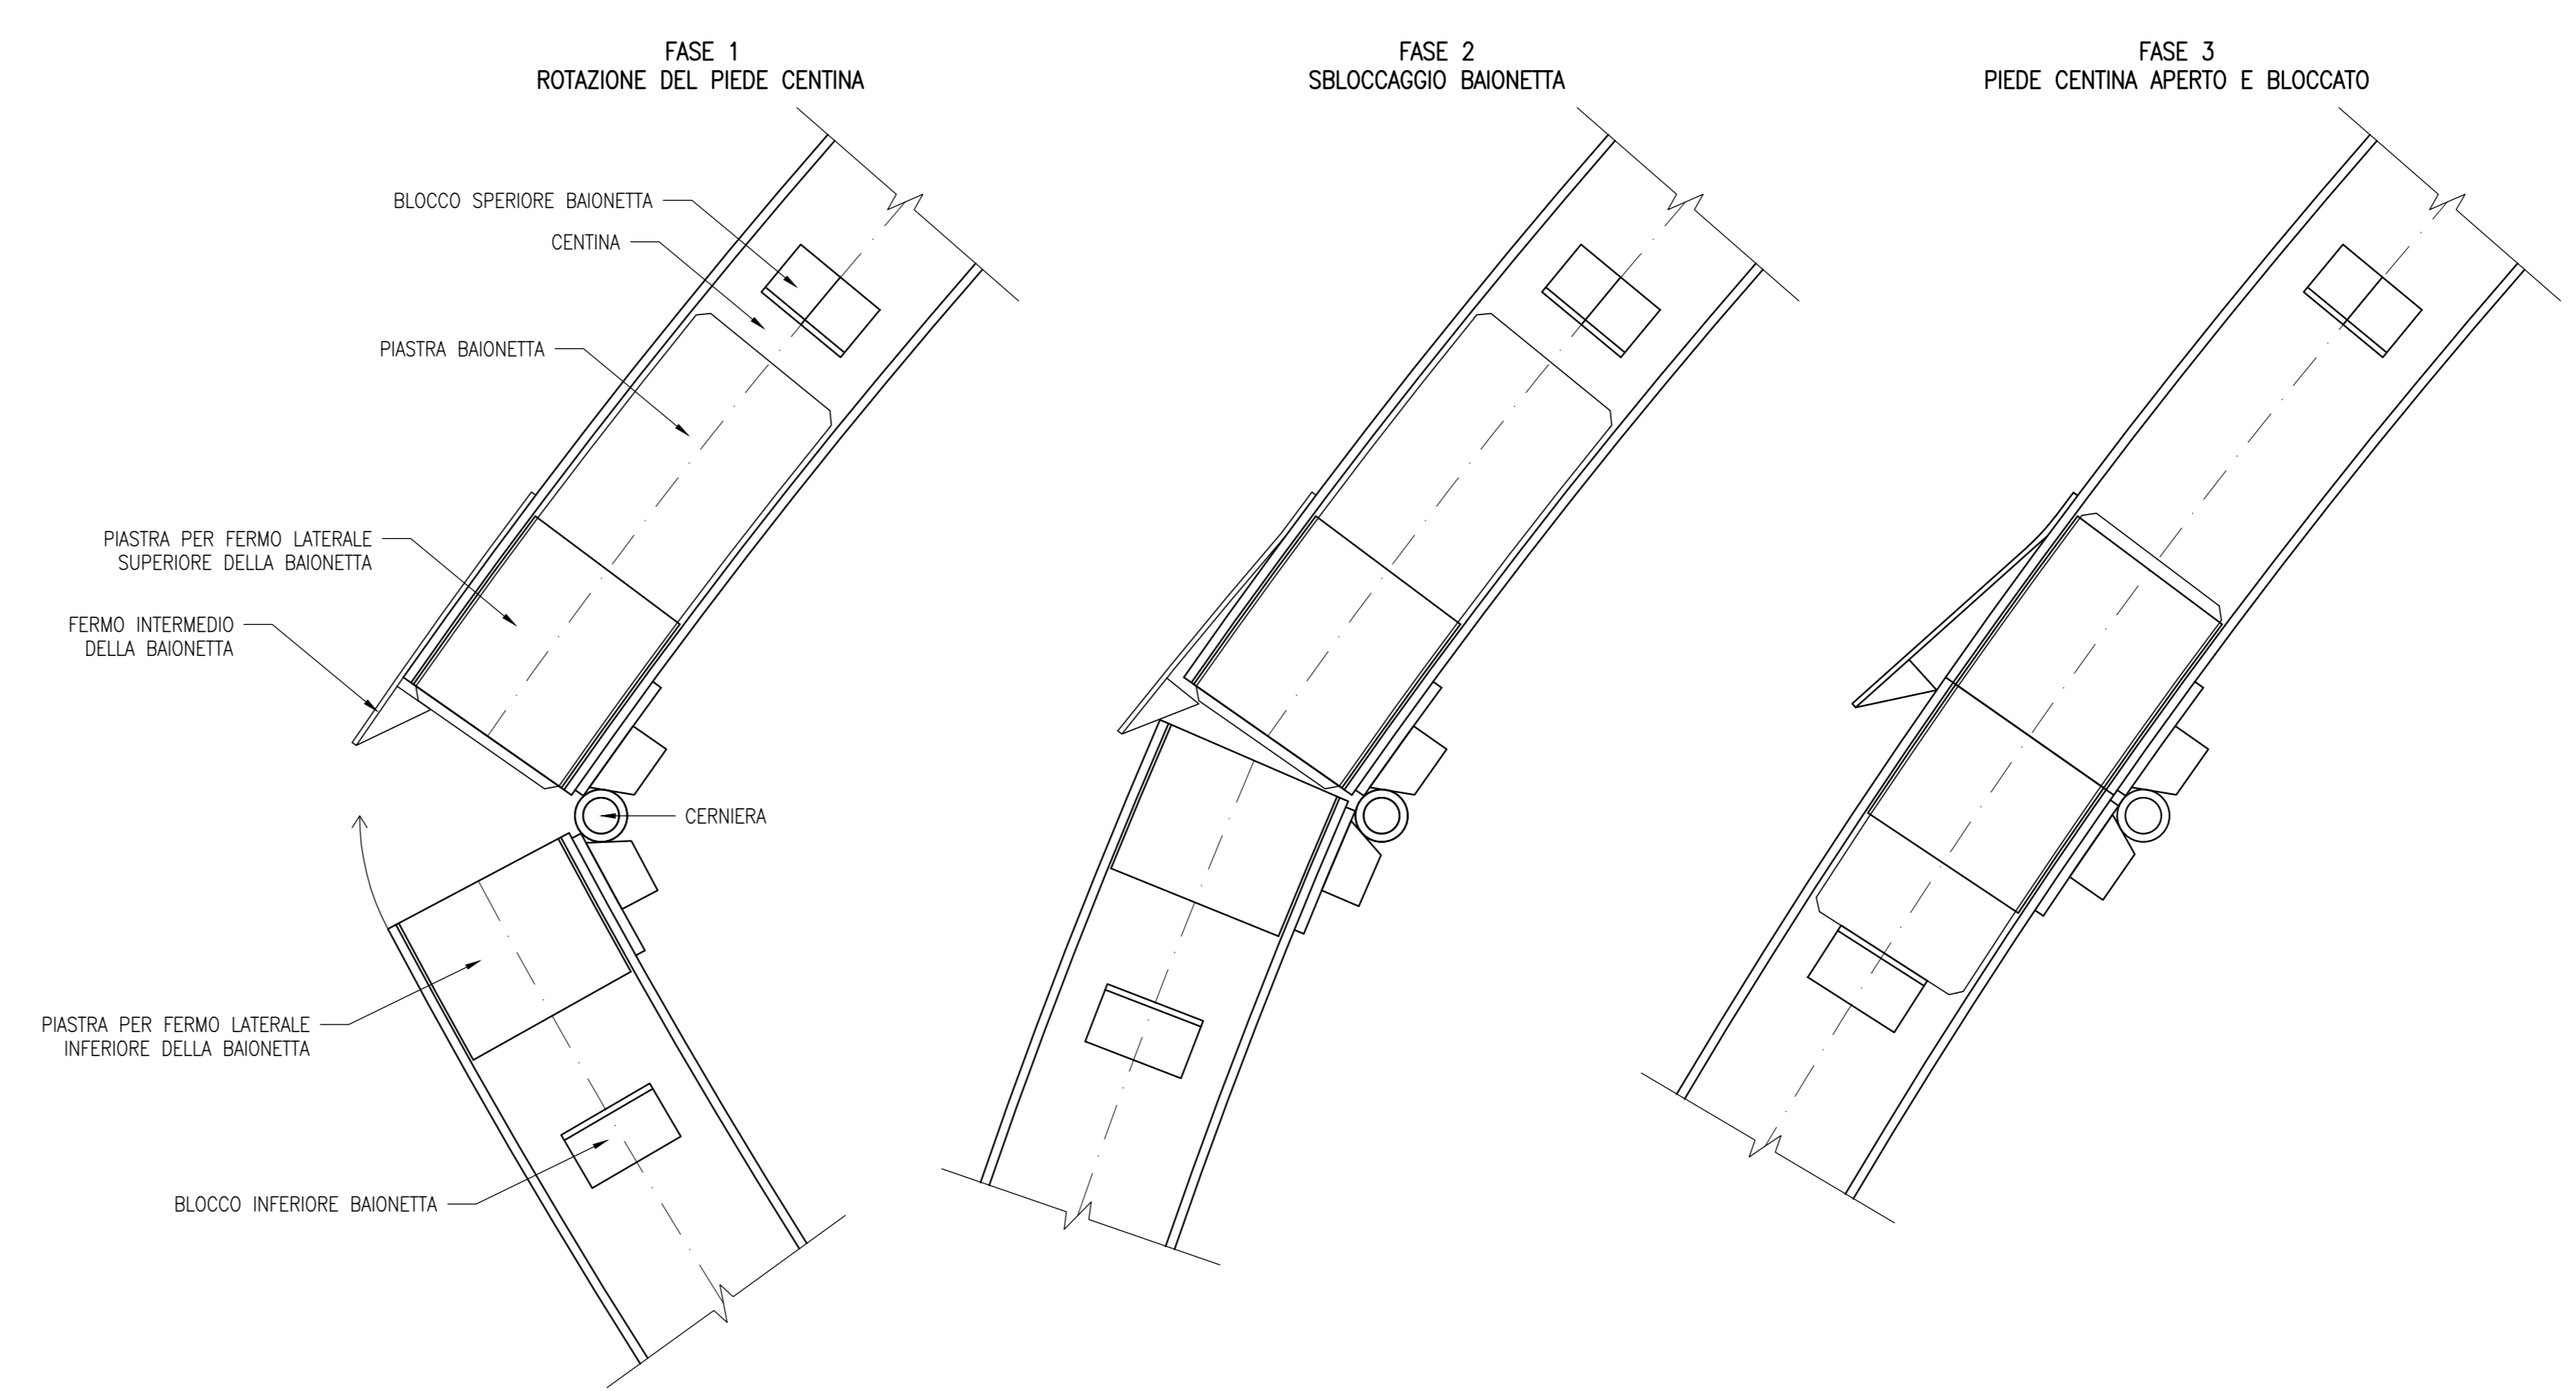 FASE 1
ROTAZIONE DEL PIEDE CENTINA
FASE 2
SBLOCCAGGIO BAIONETTA
FASE 3
PIEDE CENTINA APERTO E BLOCCATO
BLOCCO SPERIORE BAIONETTA
CENTINA
PIASTRA BAIONETTA
PIASTRA PER FERMO LATERALE
SUPERIORE DELLA BAIONETTA
FERMO INTERMEDIO
DELLA BAIONETTA
CERNIERA
PIASTRA PER FERMO LATERALE
INFERIORE DELLA BAIONETTA
BLOCCO INFERIORE BAIONETTA